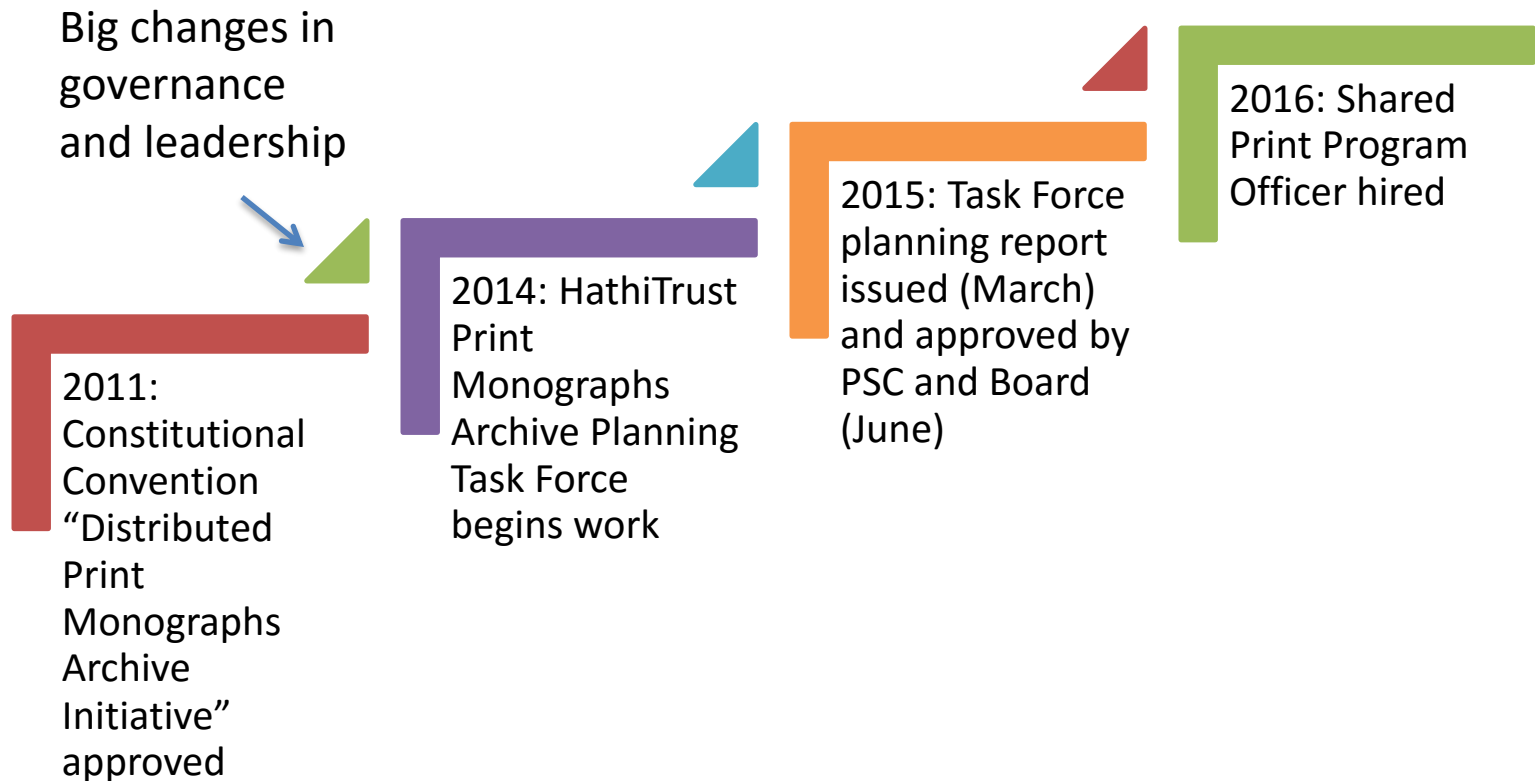 Big changes in
governance
and leadership
2011:
Constitutional
Convention
“Distributed
Print
Monographs
Archive
Initiative”
approved
2014: HathiTrust
Print
Monographs
Archive Planning
Task Force
begins work
2015: Task Force
planning report
issued (March)
and approved by
PSC and Board
(June)
2016: Shared
Print Program
Officer hired